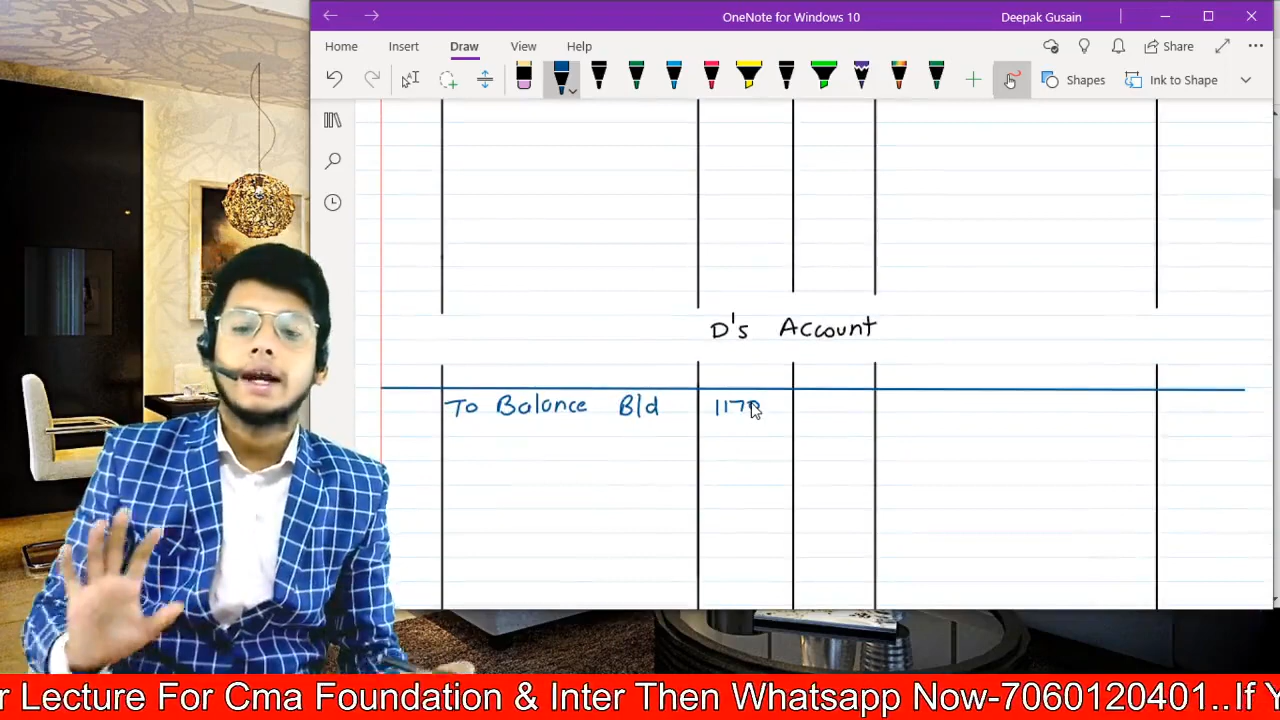 OneNote for Windows 10
Deepak Gusain
Home Insert Draw View Help
Share
Shapes
Ink to Shape
D's Account
To Balance B/d
r Lecture For Cma Foundation & Inter Then Whatsapp Now-7060120401..If Y